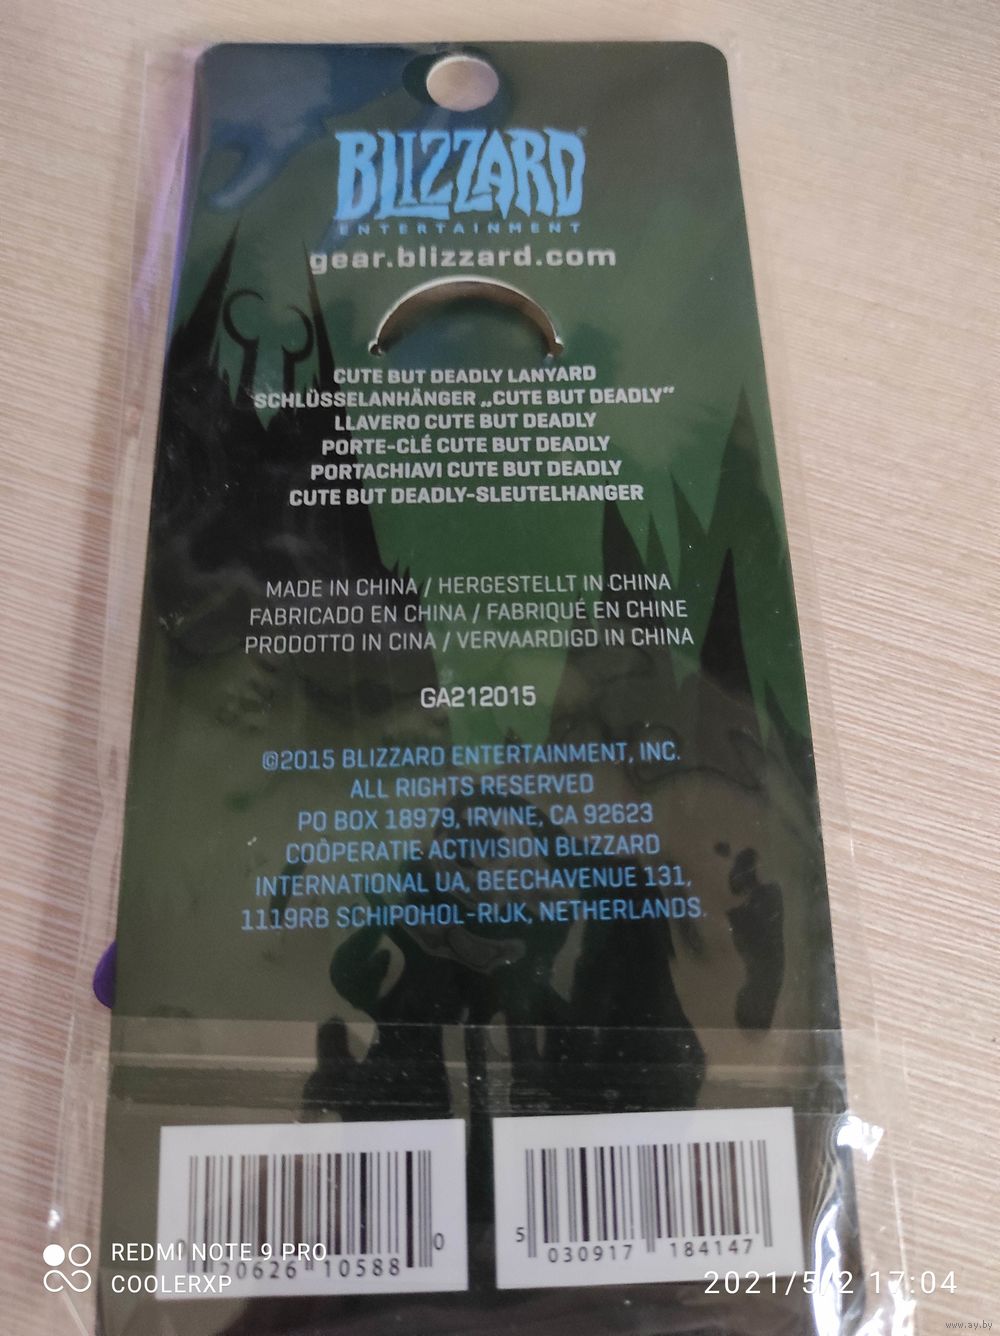 BLIZZARD
ENTERTAINMENT
gear.blizzard.com
CUTE BUT DEADLY LANYARD
SCHLÜSSELANHÄNGER „CUTE BUT DEADLY“
LLAVERO CUTE BUT DEADLY
PORTE-CLÉ CUTE BUT DEADLY
PORTACHIAVI CUTE BUT DEADLY
CUTE BUT DEADLY-SLEUTELHANGER
MADE IN CHINA / HERGESTELLT IN CHINA
FABRICADO EN CHINA / FABRIQUÉ EN CHINE
PRODOTTO IN CINA / VERVAARDIGD IN CHINA
GA212015
©2015 BLIZZARD ENTERTAINMENT, INC.
ALL RIGHTS RESERVED
PO BOX 18979, IRVINE, CA 92623
COÖPERATIE ACTIVISION BLIZZARD
INTERNATIONAL UA, BEECHAVENUE 131,
1119RB SCHIPOHOL-RIJK, NETHERLANDS.
20626 10588 0
5 030917 184147
REDMI NOTE 9 PRO
COOLERXP
2021/5/2 17:04
www.ay.by